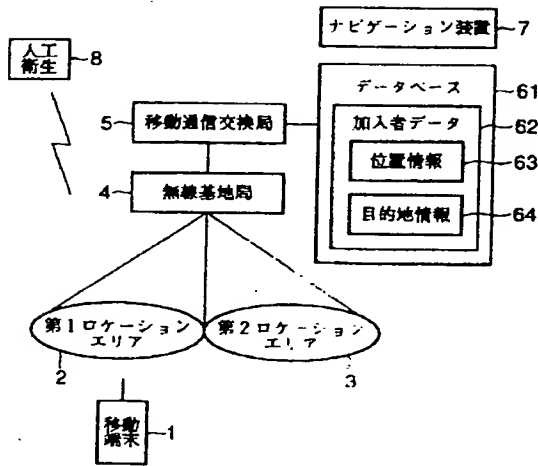 ナビゲーション装置
7
人工
衛生
8
データベース
61
5
移動通信交換局
加入者データ
62
位置情報
63
4
無線基地局
目的地情報
64
第1ロケーション
エリア
第2ロケーション
エリア
2
3
移動
端末
1